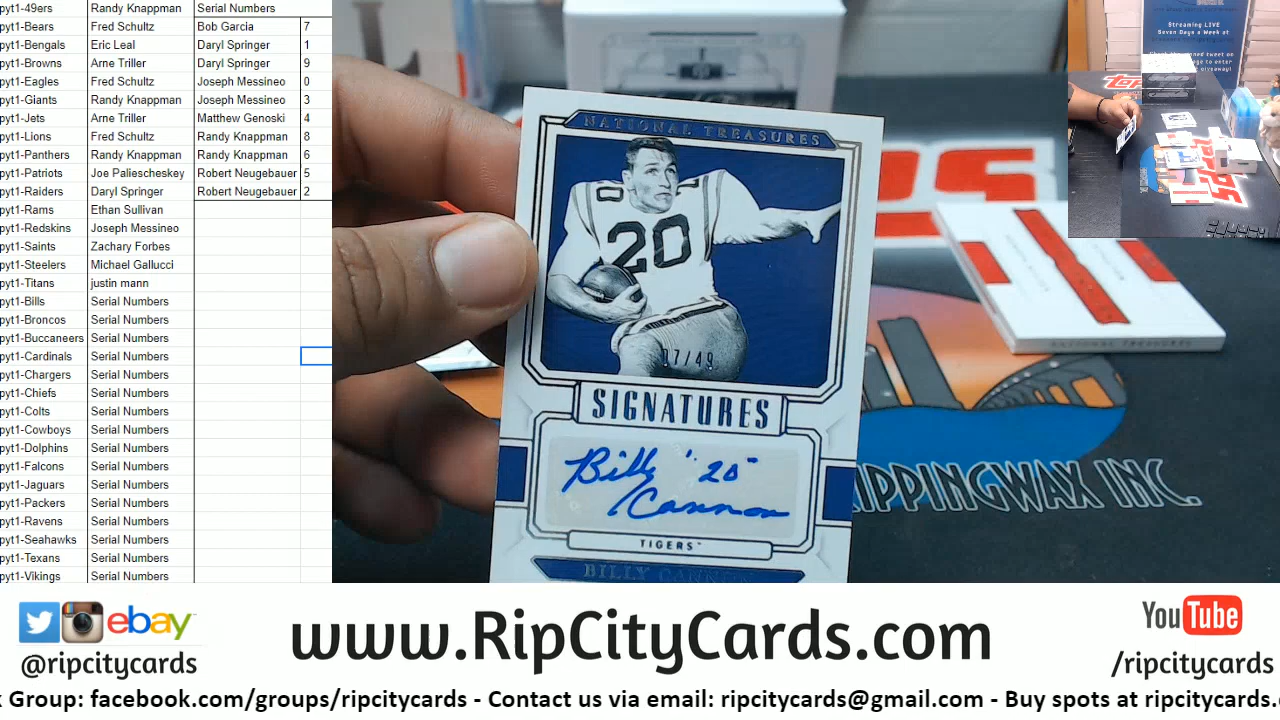 pyt1-49ers Randy Knappman Serial Numbers
pyt1-Bears Fred Schultz Bob Garcia 7
pyt1-Bengals Eric Leal Daryl Springer 1
pyt1-Browns Arne Triller Daryl Springer 9
pyt1-Eagles Fred Schultz Joseph Messineo 0
pyt1-Giants Randy Knappman Joseph Messineo 3
pyt1-Jets Arne Triller Matthew Genoski 4
pyt1-Lions Fred Schultz Randy Knappman 8
pyt1-Panthers Randy Knappman Randy Knappman 6
pyt1-Patriots Joe Paliescheskey Robert Neugebauer 5
pyt1-Raiders Daryl Springer Robert Neugebauer 2
pyt1-Rams Ethan Sullivan
pyt1-Redskins Joseph Messineo
pyt1-Saints Zachary Forbes
pyt1-Steelers Michael Gallucci
pyt1-Titans justin mann
pyt1-Bills Serial Numbers
pyt1-Broncos Serial Numbers
pyt1-Buccaneers Serial Numbers
pyt1-Cardinals Serial Numbers
pyt1-Chargers Serial Numbers
pyt1-Chiefs Serial Numbers
pyt1-Colts Serial Numbers
pyt1-Cowboys Serial Numbers
pyt1-Dolphins Serial Numbers
pyt1-Falcons Serial Numbers
pyt1-Jaguars Serial Numbers
pyt1-Packers Serial Numbers
pyt1-Ravens Serial Numbers
pyt1-Seahawks Serial Numbers
pyt1-Texans Serial Numbers
pyt1-Vikings Serial Numbers
NATIONAL TREASURES
20
07/49
SIGNATURES
Billy "20"
Cannon
TIGERS
BILLY CANNON
RIPPINGWAX INC.
Streaming LIVE
Seven Days a Week at
TOPPS
ebay
@ripcitycards
www.RipCityCards.com
YouTube
/ripcitycards
Group: facebook.com/groups/ripcitycards - Contact us via email: ripcitycards@gmail.com - Buy spots at ripcitycards.